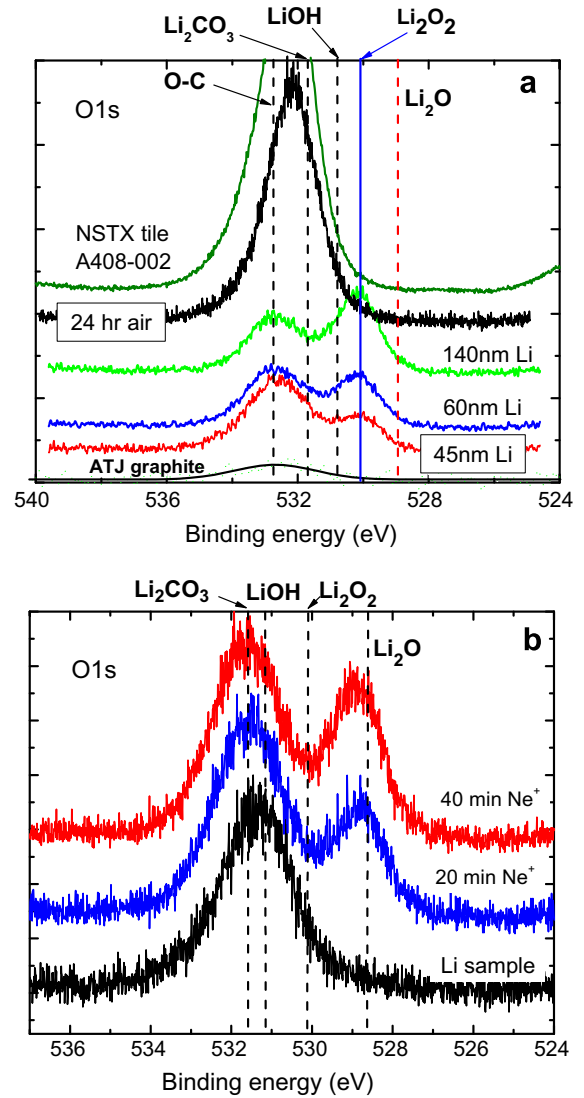 Li₂CO₃ LiOH Li₂O₂
O-C
a
O1s
Li₂O
NSTX tile
A408-002
24 hr air
140nm Li
60nm Li
45nm Li
ATJ graphite
540 536 532 528 524
Binding energy (eV)
Li₂CO₃ LiOH Li₂O₂
b
O1s
Li₂O
40 min Ne⁺
20 min Ne⁺
Li sample
536 534 532 530 528 526 524
Binding energy (eV)